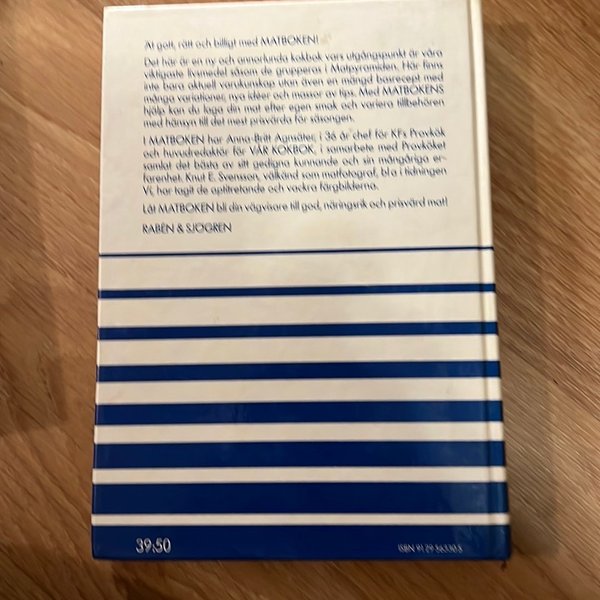 Ät gott, rätt och billigt med MATBOKEN!
Det här är en ny och annorlunda kokbok vars utgångspunkt är våra
viktigaste livsmedel såsom de grupperas i Matpyramiden. Här finns
inte bara aktuell varukunskap utan även en mängd basrecept med
många variationer, nya idéer och massor av tips. Med MATBOKENS
hjälp kan du laga din mat efter egen smak och variera tillbehören
med hänsyn till det mest prisvärda för säsongen.
I MATBOKEN har Anna-Britt Agnsäter, i 36 år chef för KF:s Provkök
och huvudredaktör för VÅR KOKBOK, i samarbete med Provköket
samlat det bästa av sitt gedigna kunnande och sin mångåriga er-
farenhet. Knut E. Svensson, välkänd som matfotograf, bl a i tidningen
Vi, har tagit de aptitretande och vackra färgbilderna.
Låt MATBOKEN bli din vägvisare till god, näringsrik och prisvärd mat!
RABÉN & SJÖGREN
39:50
ISBN 91 29 56330 5